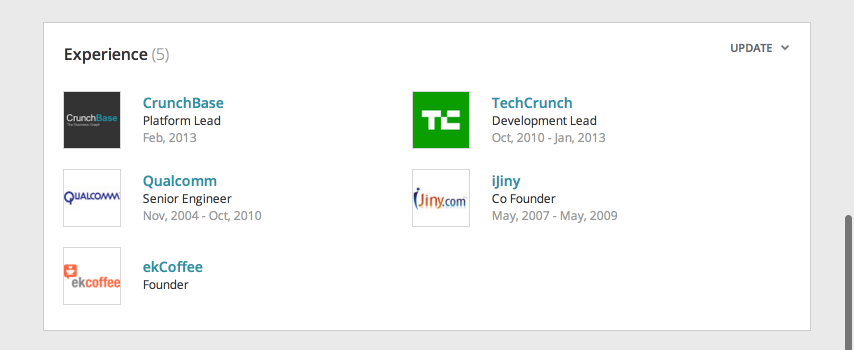 Experience (5)
UPDATE
CrunchBase
The Business Graph
CrunchBase
Platform Lead
Feb, 2013
TC
TechCrunch
Development Lead
Oct, 2010 - Jan, 2013
QUALCOMM
Qualcomm
Senior Engineer
Nov, 2004 - Oct, 2010
iJiny.com
iJiny
Co Founder
May, 2007 - May, 2009
ekcoffee
ekCoffee
Founder